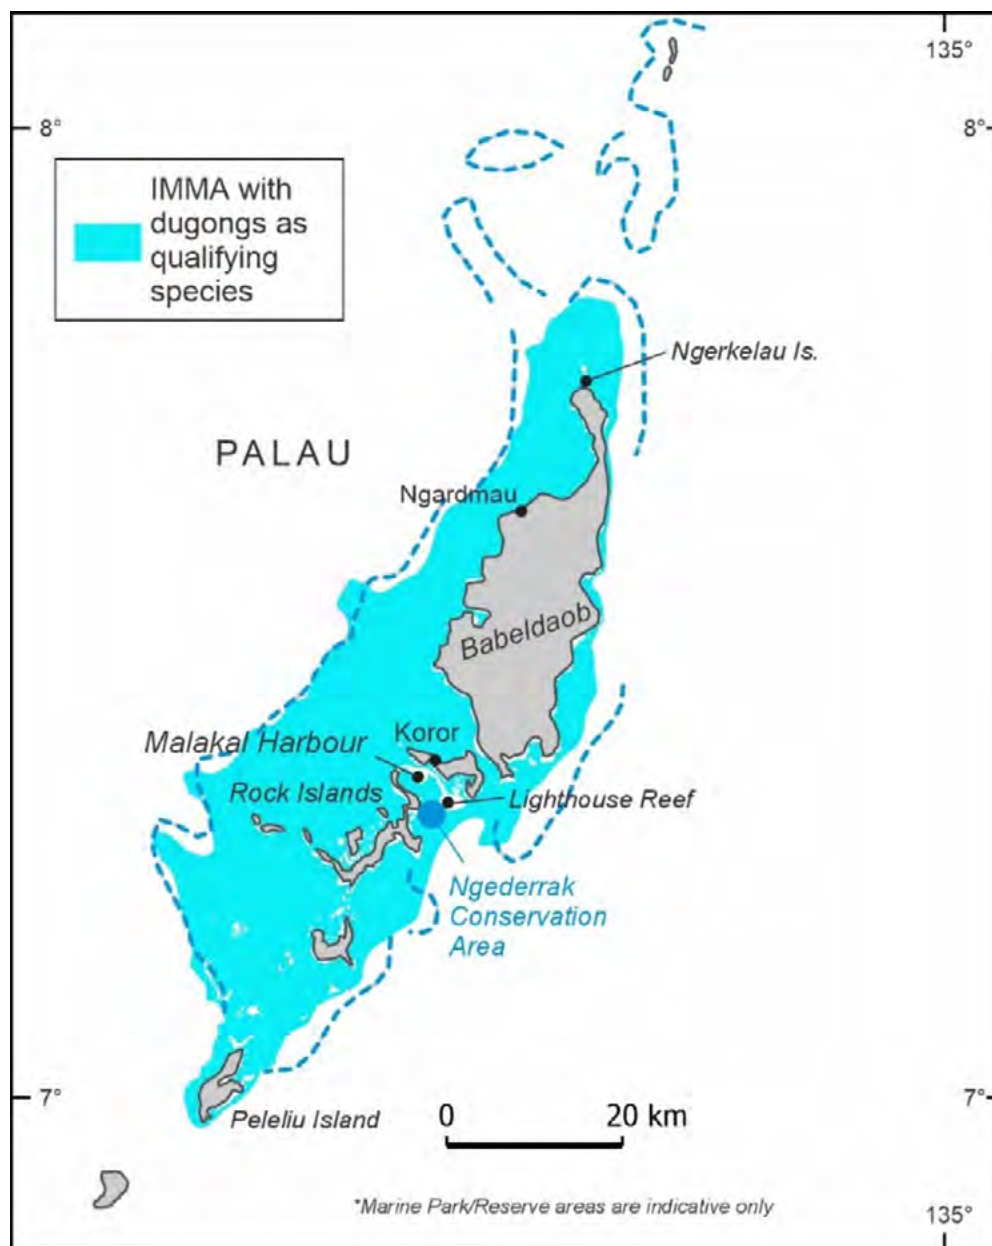 135°
8°
8°
IMMA with
dugongs as
qualifying
species
Ngerkelau Is.
PALAU
Ngardmau
Babeldaob
Koror
Malakal Harbour
Rock Islands
Lighthouse Reef
Ngederrak
Conservation
Area
7°
7°
Peleliu Island
0 20 km
*Marine Park/Reserve areas are indicative only
135°